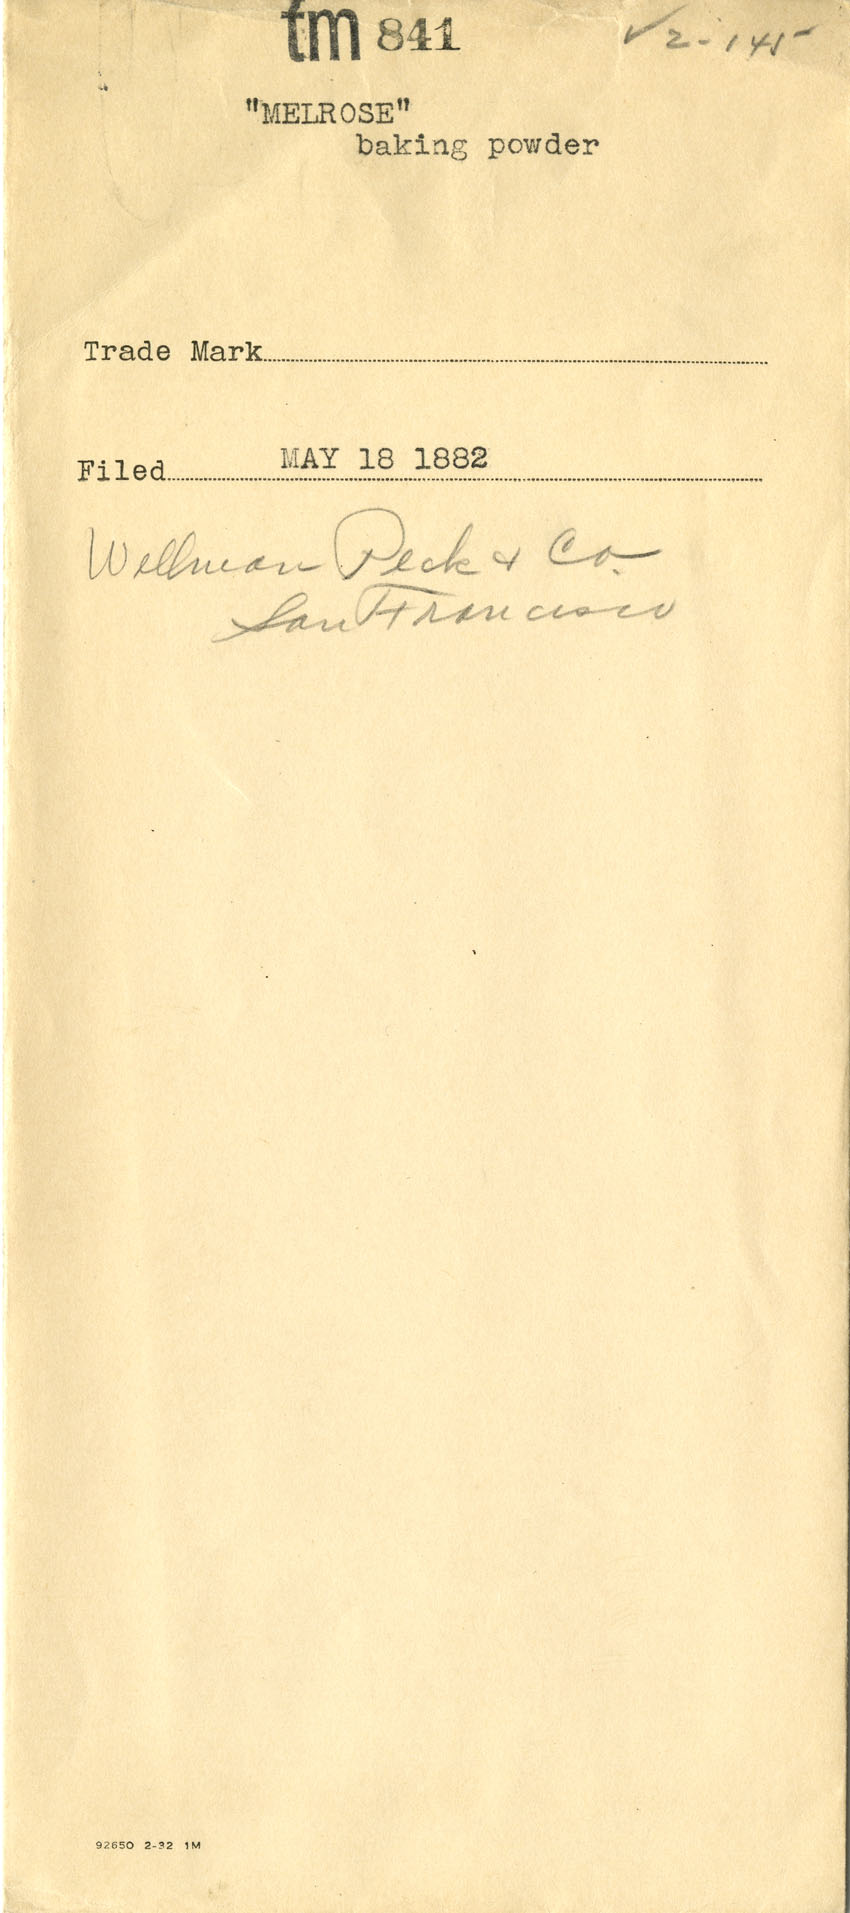 tm 841
✓ 2-145
"MELROSE"
baking powder
Trade Mark
Filed MAY 18 1882
Wellman Peck & Co.
San Francisco
92650 2-32 1M